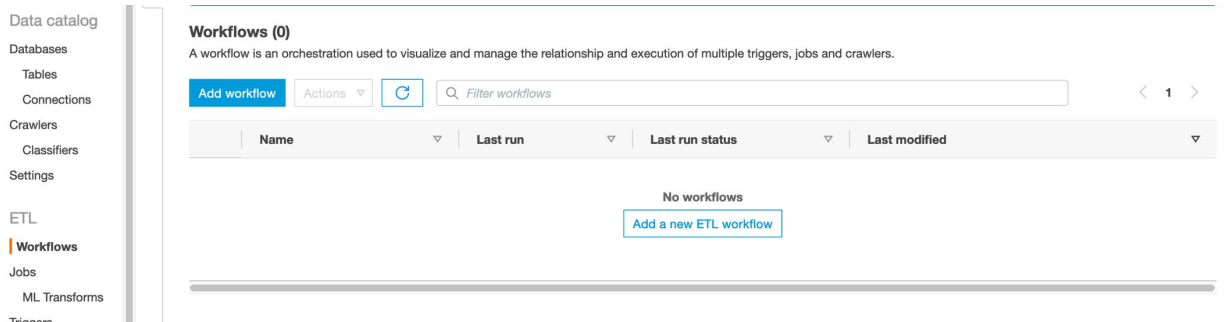 Data catalog
Databases
Tables
Connections
Crawlers
Classifiers
Settings
ETL
Workflows
Jobs
ML Transforms
Triggers
Workflows (0)
A workflow is an orchestration used to visualize and manage the relationship and execution of multiple triggers, jobs and crawlers.
Add workflow Actions Filter workflows 1
Name Last run Last run status Last modified
No workflows
Add a new ETL workflow